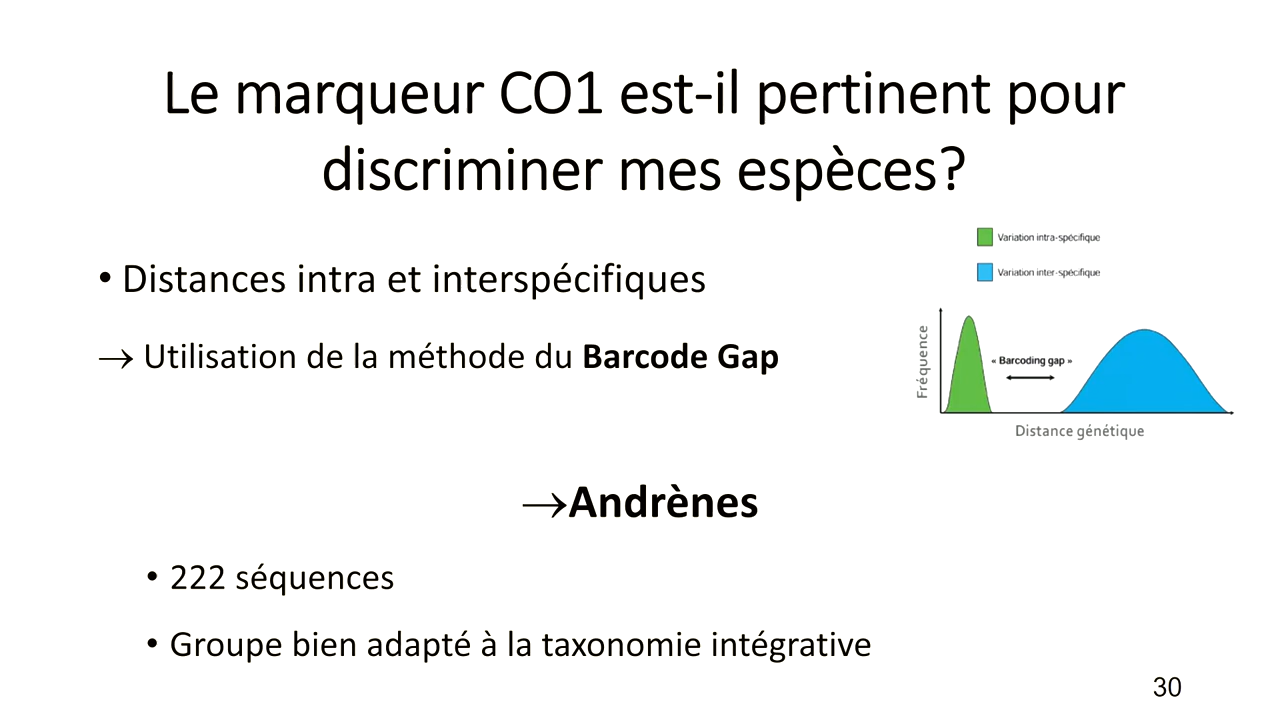 Le marqueur CO1 est-il pertinent pour
discriminer mes espèces?
• Distances intra et interspécifiques
→ Utilisation de la méthode du Barcode Gap
Variation intra-spécifique
Variation inter-spécifique
Fréquence
« Barcoding gap »
Distance génétique
→Andrènes
• 222 séquences
• Groupe bien adapté à la taxonomie intégrative
30